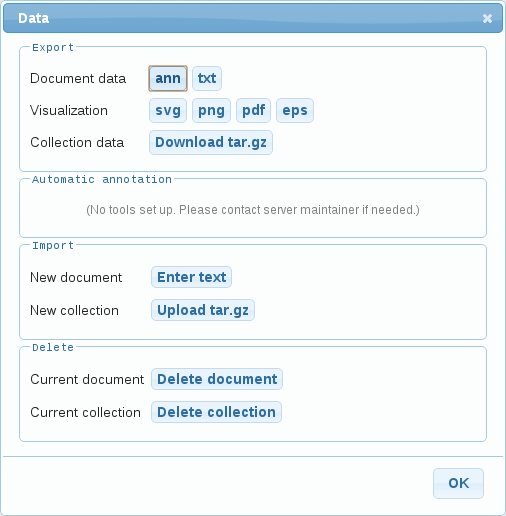 Data
Export
Document data ann txt
Visualization svg png pdf eps
Collection data Download tar.gz
Automatic annotation
(No tools set up. Please contact server maintainer if needed.)
Import
New document Enter text
New collection Upload tar.gz
Delete
Current document Delete document
Current collection Delete collection
OK